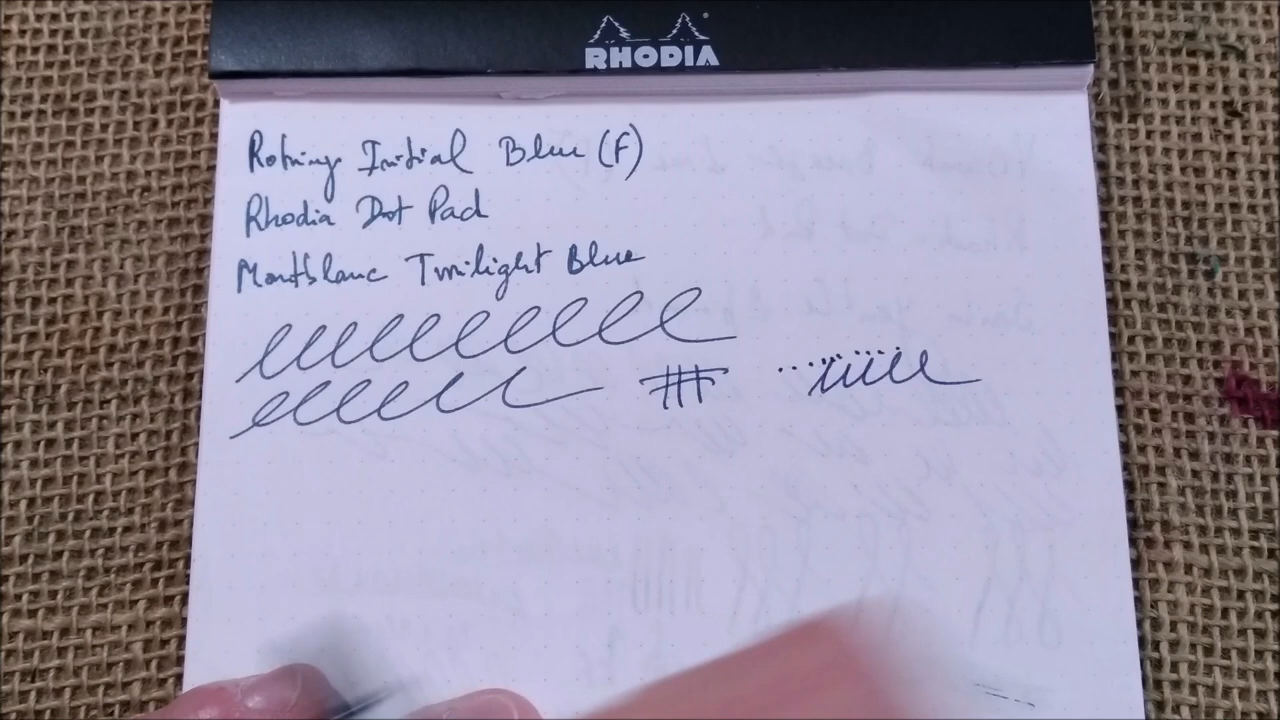 RHODIA
Rotring Initial Blue (F)
Rhodia Dot Pad
Montblanc Twilight Blue